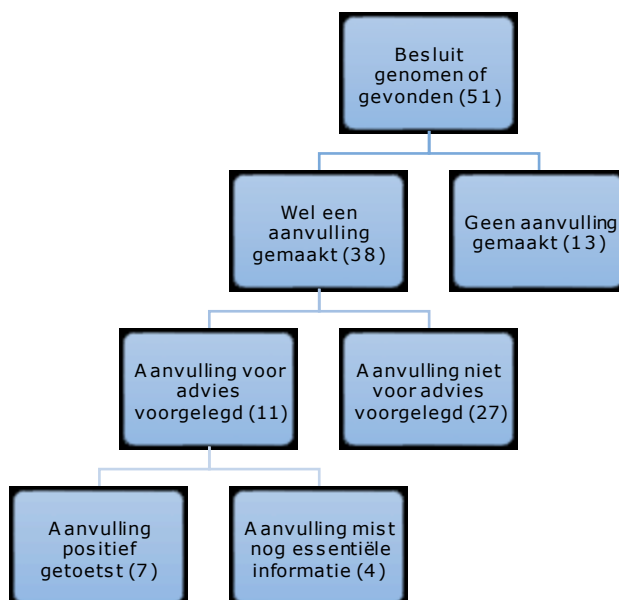 Besluit
genomen of
gevonden (51)
Wel een
aanvulling
gemaakt (38)
Geen aanvulling
gemaakt (13)
Aanvulling voor
advies
voorgelegd (11)
Aanvulling niet
voor advies
voorgelegd (27)
Aanvulling
positief
getoetst (7)
Aanvulling mist
nog essentiële
informatie (4)